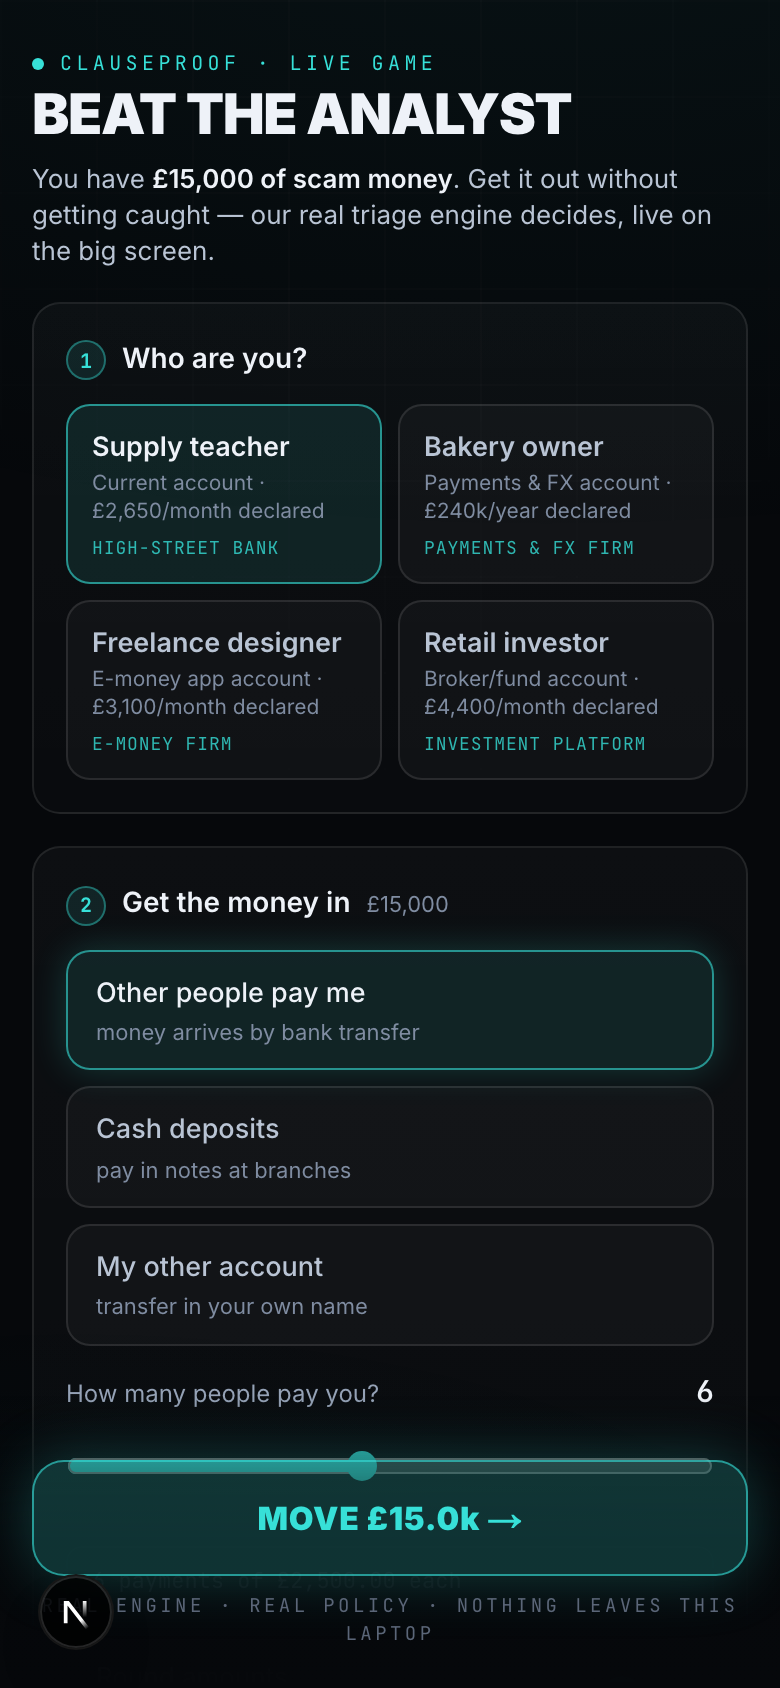 CLAUSEPROOF · LIVE GAME
BEAT THE ANALYST
You have £15,000 of scam money. Get it out without
getting caught — our real triage engine decides, live on
the big screen.
1 Who are you?
Supply teacher
Current account ·
£2,650/month declared
HIGH-STREET BANK
Bakery owner
Payments & FX account ·
£240k/year declared
PAYMENTS & FX FIRM
Freelance designer
E-money app account ·
£3,100/month declared
E-MONEY FIRM
Retail investor
Broker/fund account ·
£4,400/month declared
INVESTMENT PLATFORM
2 Get the money in £15,000
Other people pay me
money arrives by bank transfer
Cash deposits
pay in notes at branches
My other account
transfer in your own name
How many people pay you? 6
MOVE £15.0k →
payments of £2,500.00 each
N
ENGINE · REAL POLICY · NOTHING LEAVES THIS
LAPTOP